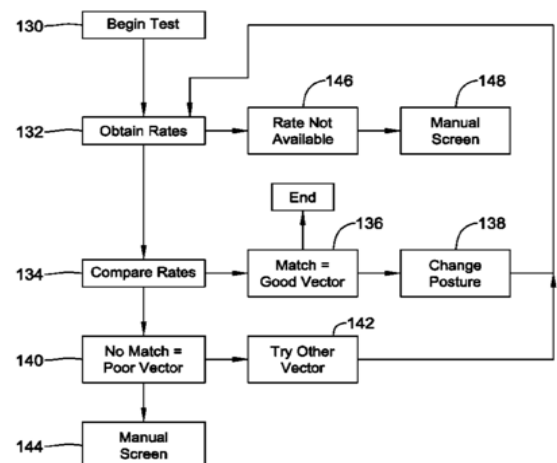 130
Begin Test
146
148
132
Obtain Rates
Rate Not
Available
Manual
Screen
End
136
138
134
Compare Rates
Match =
Good Vector
Change
Posture
142
140
No Match =
Poor Vector
Try Other
Vector
144
Manual
Screen